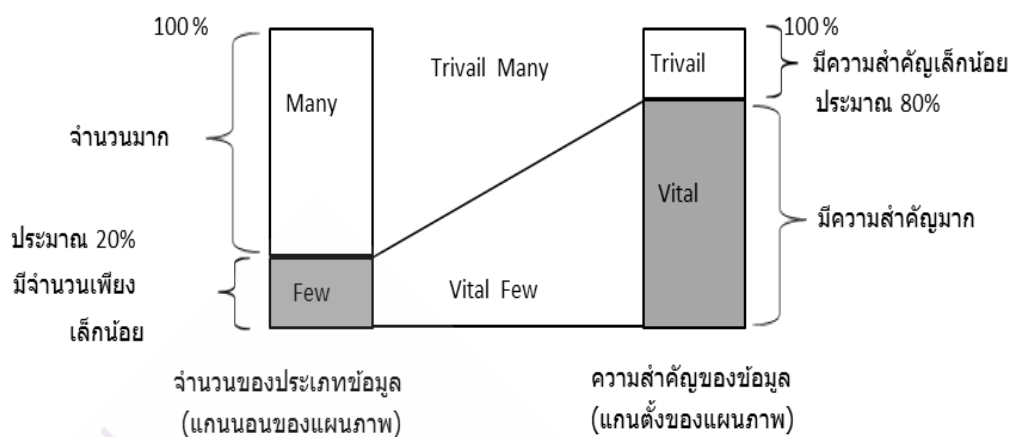 100 %
100 %
Trivail Many
Trivail
มีความสำคัญเล็กน้อย
Many
ประมาณ 80%
จำนวนมาก
Vital
มีความสำคัญมาก
ประมาณ 20%
มีจำนวนเพียง
เล็กน้อย
Few
Vital Few
จำนวนของประเภทข้อมูล
(แกนนอนของแผนภาพ)
ความสำคัญของข้อมูล
(แกนตั้งของแผนภาพ)